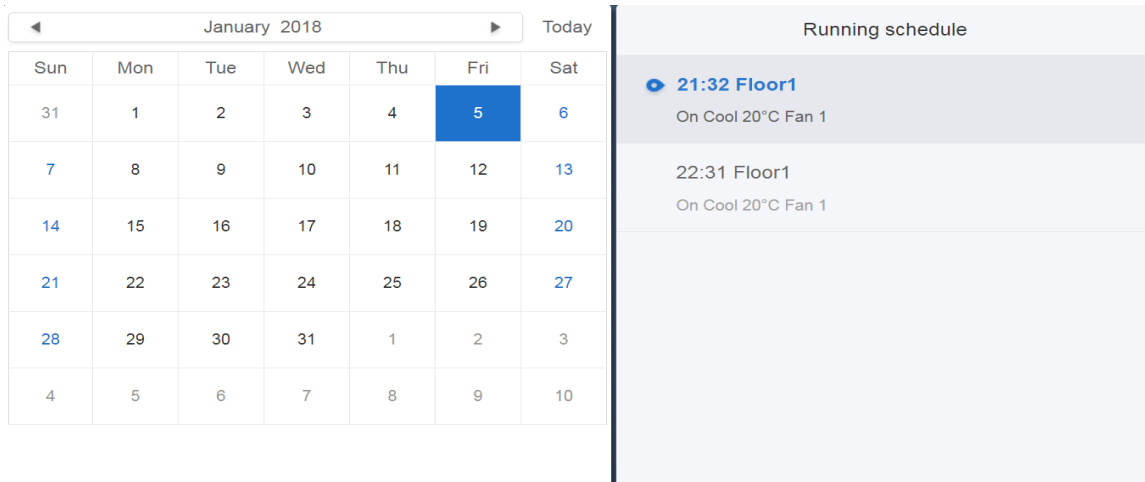 January 2018 Today
Sun Mon Tue Wed Thu Fri Sat
31 1 2 3 4 5 6
7 8 9 10 11 12 13
14 15 16 17 18 19 20
21 22 23 24 25 26 27
28 29 30 31 1 2 3
4 5 6 7 8 9 10
Running schedule
21:32 Floor1
On Cool 20°C Fan 1
22:31 Floor1
On Cool 20°C Fan 1